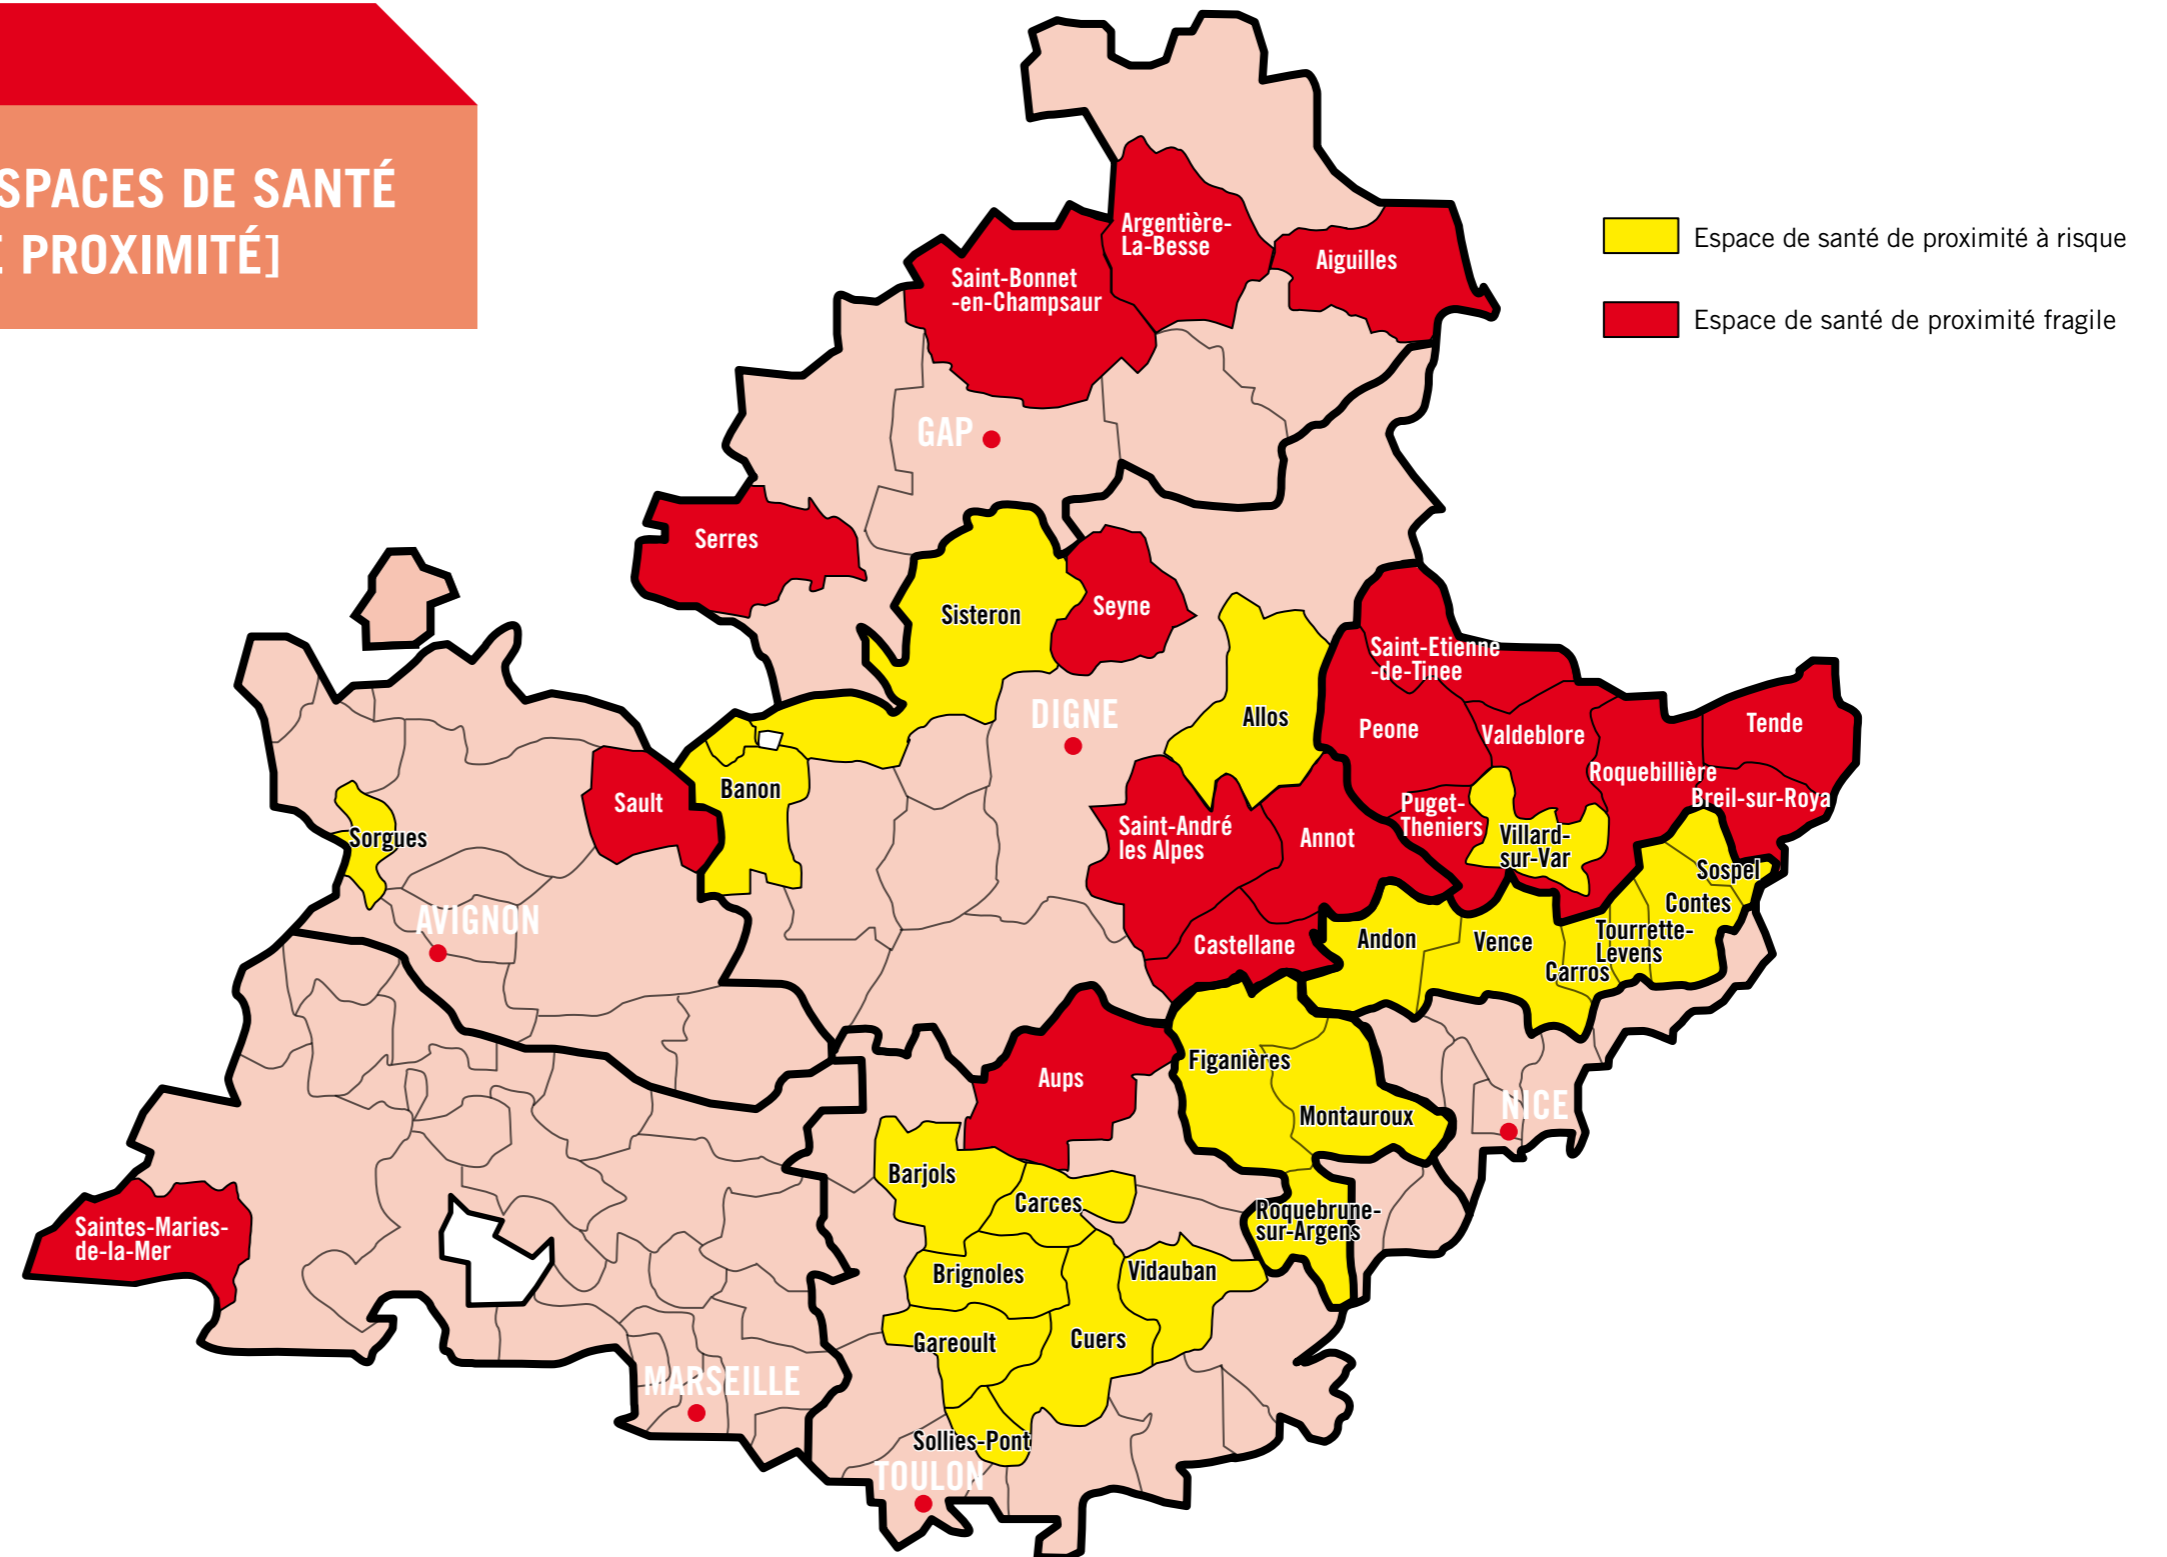 SPACES DE SANTÉ
E PROXIMITÉ]
Espace de santé de proximité à risque
Espace de santé de proximité fragile
Argentière-
La-Besse
Aiguilles
Saint-Bonnet
-en-Champsaur
GAP
Serres
Sisteron
Seyne
Saint-Etienne
-de-Tinee
DIGNE
Allos
Peone
Valdeblore
Tende
Roquebillière
Breil-sur-Roya
Banon
Sault
Sorgues
Saint-André
les Alpes
Annot
Puget-
Theniers
Villard-
sur-Var
Sospel
Contes
AVIGNON
Castellane
Andon
Vence
Tourrette-
Levens
Carros
Figanières
Aups
Montauroux
NICE
Barjols
Carces
Roquebrune-
sur-Argens
Saintes-Maries-
de-la-Mer
Brignoles
Vidauban
Gareoult
Cuers
MARSEILLE
Sollies-Pont
TOULON